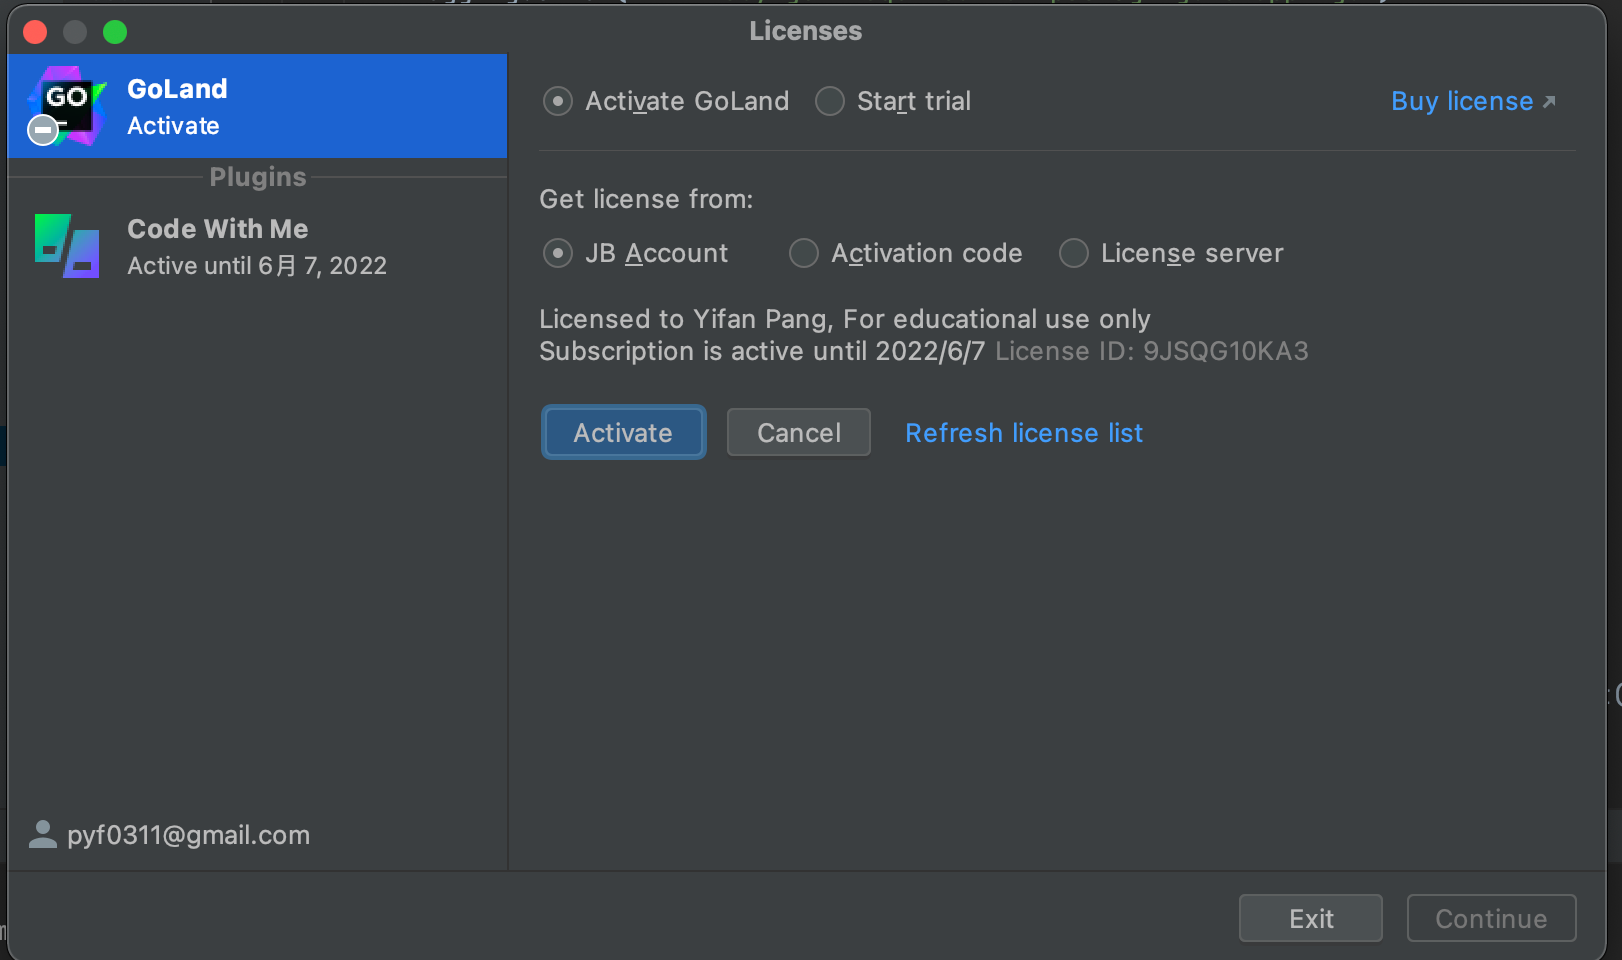 Licenses
GO
GoLand
Activate
Plugins
Code With Me
Active until 6月 7, 2022
pyf0311@gmail.com
Activate GoLand
Start trial
Buy license
Get license from:
JB Account
Activation code
License server
Licensed to Yifan Pang, For educational use only
Subscription is active until 2022/6/7 License ID: 9JSQG10KA3
Activate
Cancel
Refresh license list
Exit
Continue